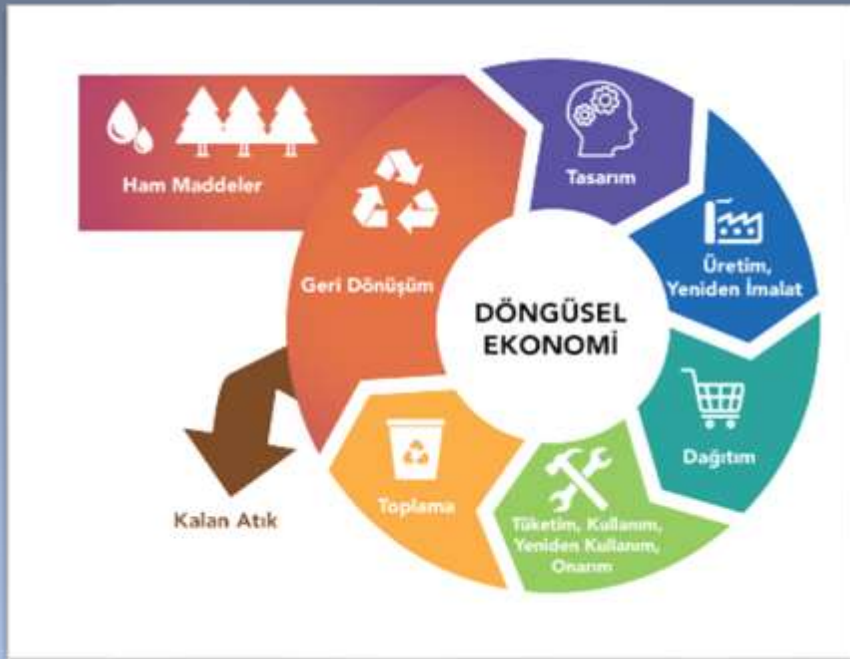 Ham Maddeler
Geri Dönüşüm
Tasarım
Üretim,
Yeniden İmalat
DÖNGÜSEL
EKONOMİ
Dağıtım
Tüketim, Kullanım,
Yeniden Kullanım,
Onarım
Toplama
Kalan Atık